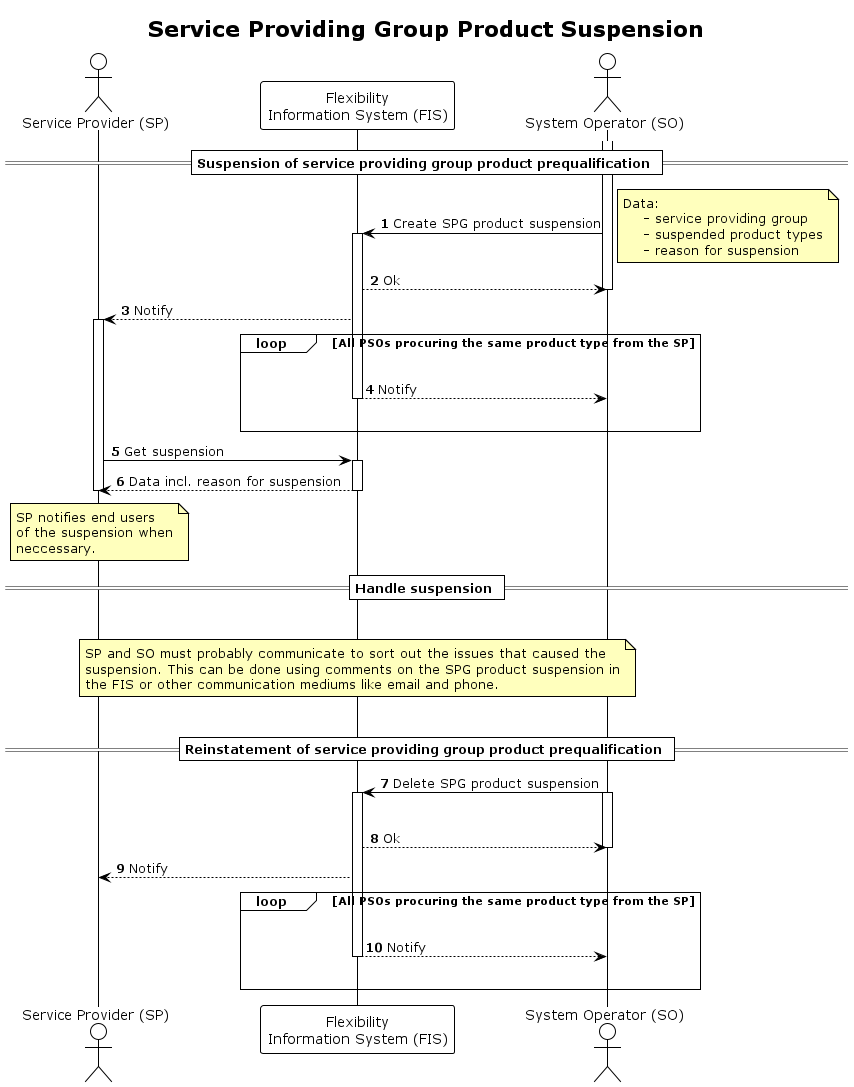 Service Providing Group Product Suspension
Service Provider (SP)
Flexibility
Information System (FIS)
System Operator (SO)
Suspension of service providing group product prequalification
Data:
- service providing group
- suspended product types
- reason for suspension
1 Create SPG product suspension
2 Ok
3 Notify
loop [All PSOs procuring the same product type from the SP]
4 Notify
5 Get suspension
6 Data incl. reason for suspension
SP notifies end users
of the suspension when
neccessary.
Handle suspension
SP and SO must probably communicate to sort out the issues that caused the
suspension. This can be done using comments on the SPG product suspension in
the FIS or other communication mediums like email and phone.
Reinstatement of service providing group product prequalification
7 Delete SPG product suspension
8 Ok
9 Notify
loop [All PSOs procuring the same product type from the SP]
10 Notify
Service Provider (SP)
Flexibility
Information System (FIS)
System Operator (SO)